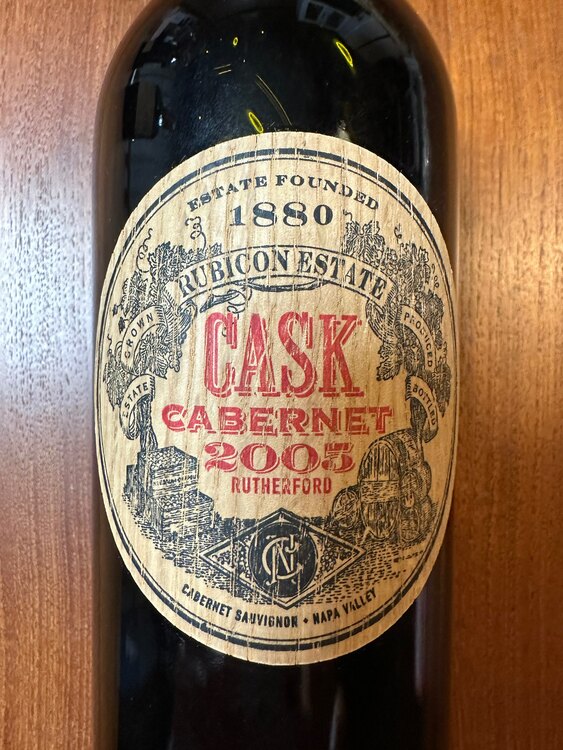 ESTATE FOUNDED
1880
RUBICON ESTATE
GROWN
PRODUCED
ESTATE
BOTTLED
CASK
CABERNET
2005
RUTHERFORD
CABERNET SAUVIGNON • NAPA VALLEY